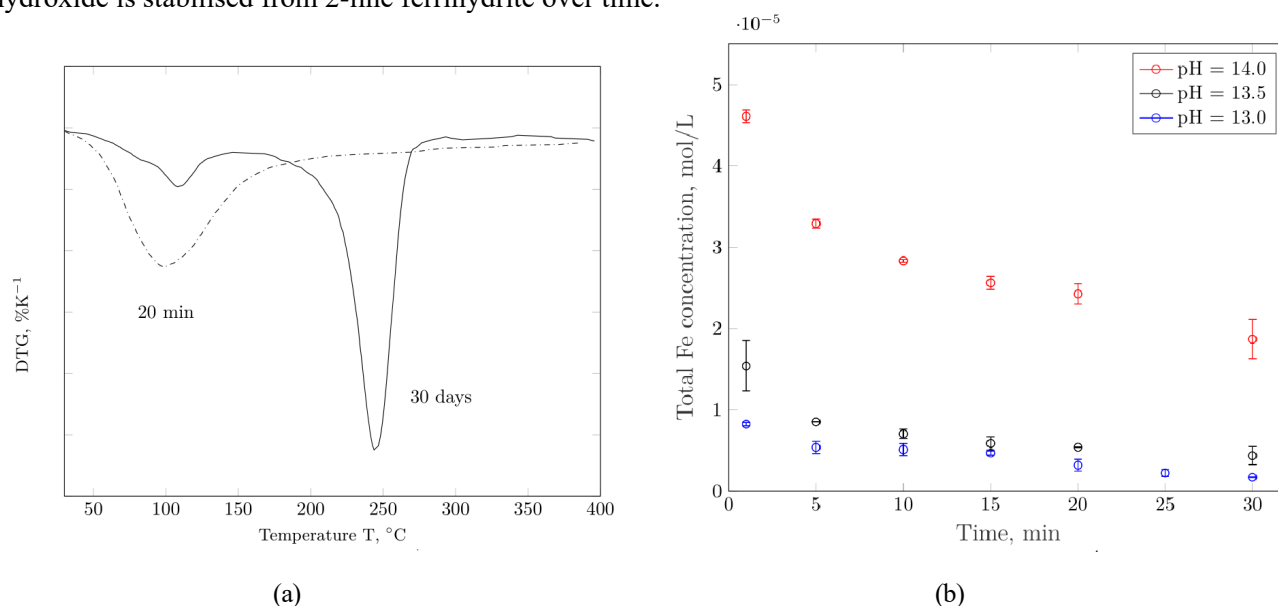 hydroxide is stabilised from 2-line ferrihydrite over time.
DTG, %K⁻¹
20 min
30 days
50 100 150 200 250 300 350 400
Temperature T, °C
(a)
·10⁻⁵
Total Fe concentration, mol/L
5
4
3
2
1
0
pH = 14.0
pH = 13.5
pH = 13.0
0 5 10 15 20 25 30
Time, min
(b)